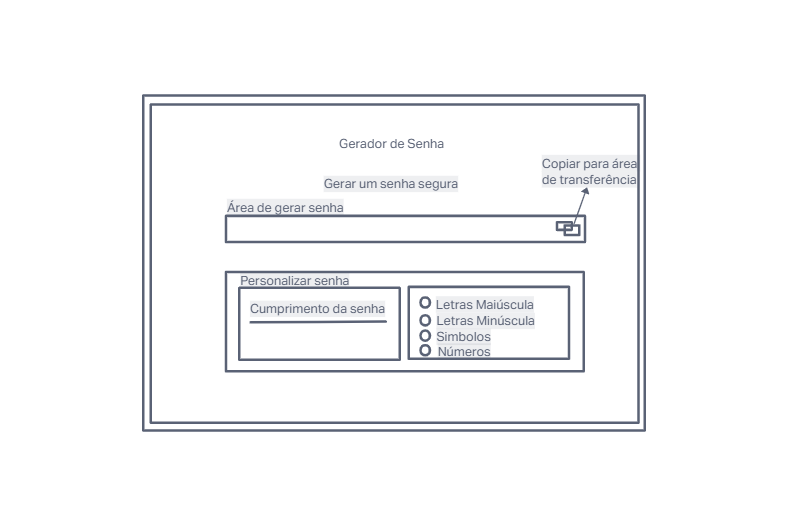 Gerador de Senha
Gerar um senha segura
Copiar para área
de transferência
Área de gerar senha
Personalizar senha
Cumprimento da senha
Letras Maiúscula
Letras Minúscula
Simbolos
Números